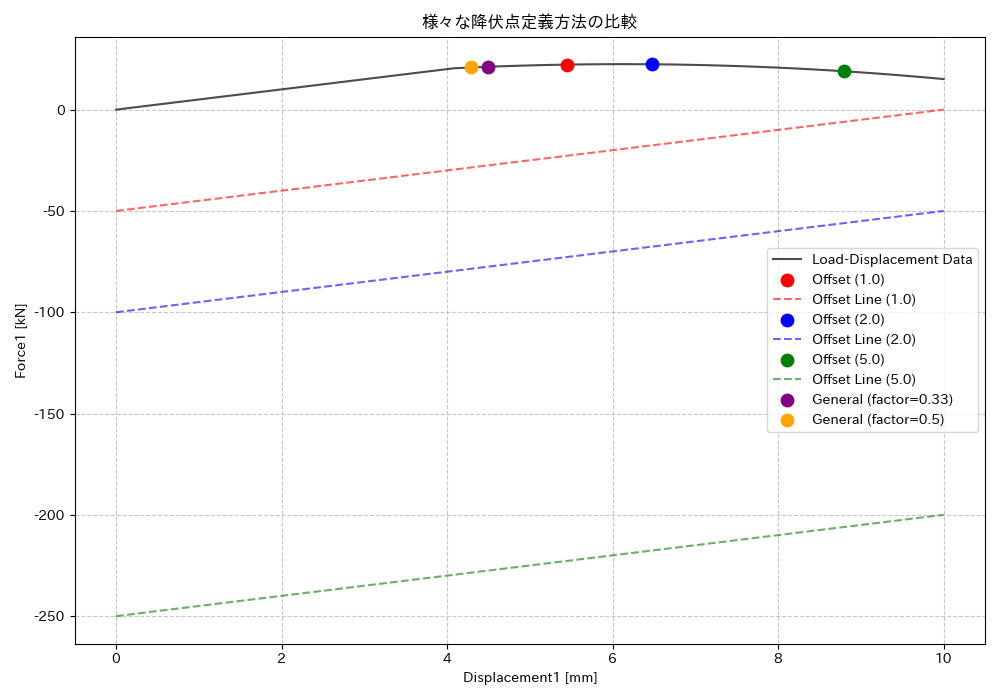 様々な降伏点定義方法の比較
Force1 [kN]
0
-50
-100
-150
-200
-250
Load-Displacement Data
Offset (1.0)
Offset Line (1.0)
Offset (2.0)
Offset Line (2.0)
Offset (5.0)
Offset Line (5.0)
General (factor=0.33)
General (factor=0.5)
0 2 4 6 8 10
Displacement1 [mm]